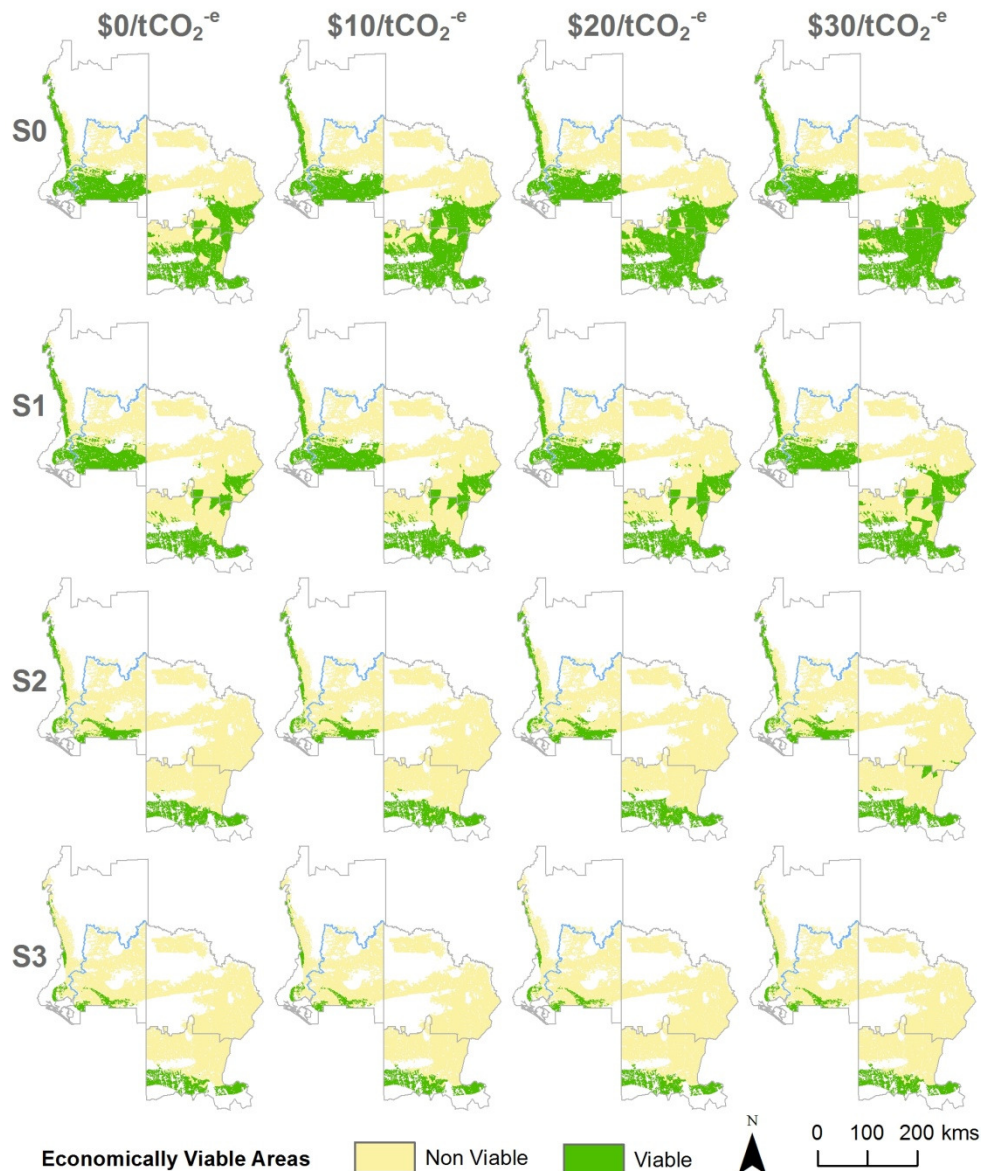 $0/tCO₂⁻ᵉ $10/tCO₂⁻ᵉ $20/tCO₂⁻ᵉ $30/tCO₂⁻ᵉ
S0
S1
S2
S3
N
0 100 200 kms
Economically Viable Areas Non Viable Viable